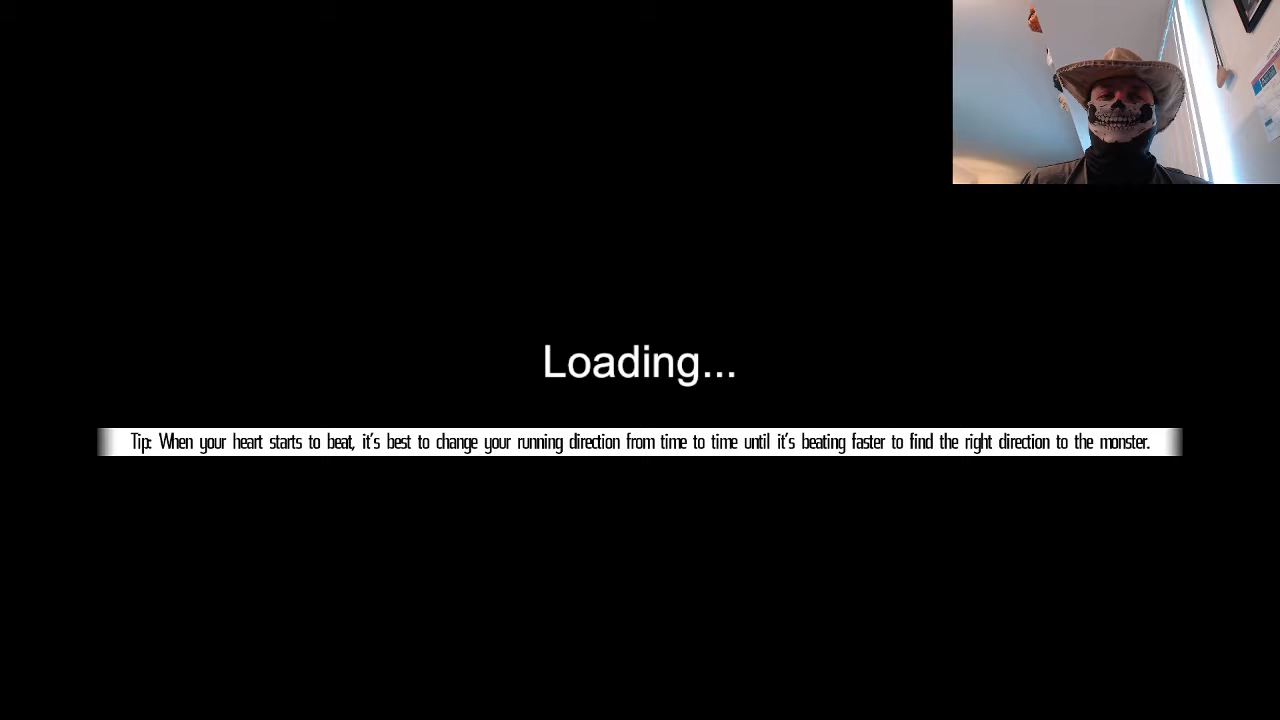 Loading...
Tip: When your heart starts to beat, it's best to change your running direction from time to time until it's beating faster to find the right direction to the monster.